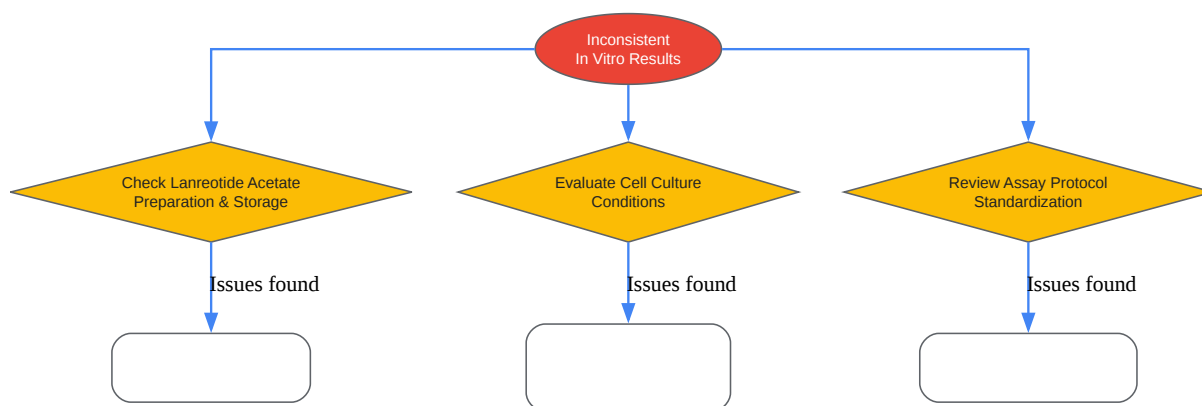 Inconsistent
In Vitro Results
Check Lanreotide Acetate
Preparation & Storage
Evaluate Cell Culture
Conditions
Review Assay Protocol
Standardization
Issues found
Issues found
Issues found